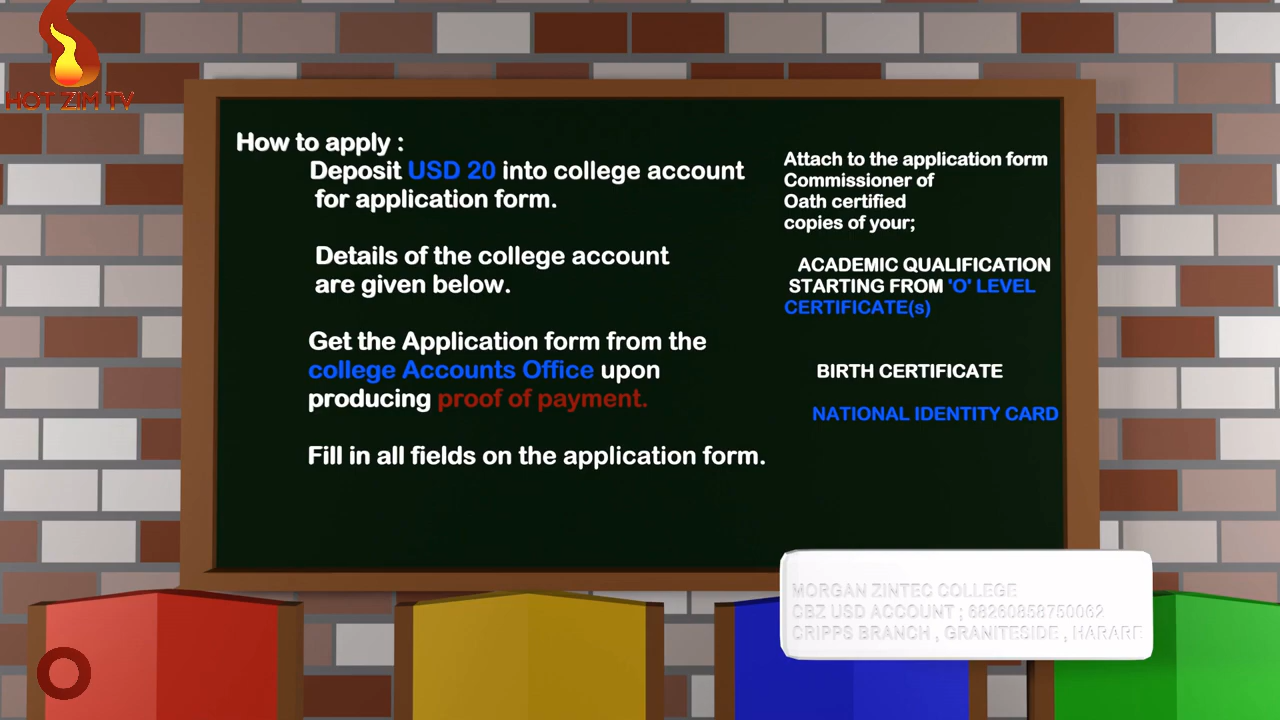 HOT ZIM TV
How to apply :
Deposit USD 20 into college account
for application form.
Details of the college account
are given below.
Get the Application form from the
college Accounts Office upon
producing proof of payment.
Fill in all fields on the application form.
Attach to the application form
Commissioner of
Oath certified
copies of your;
ACADEMIC QUALIFICATION
STARTING FROM 'O' LEVEL
CERTIFICATE(s)
BIRTH CERTIFICATE
NATIONAL IDENTITY CARD
MORGAN ZINTEC COLLEGE
CBZ USD ACCOUNT ; 68260858750062
CRIPPS BRANCH , GRANITESIDE , HARARE